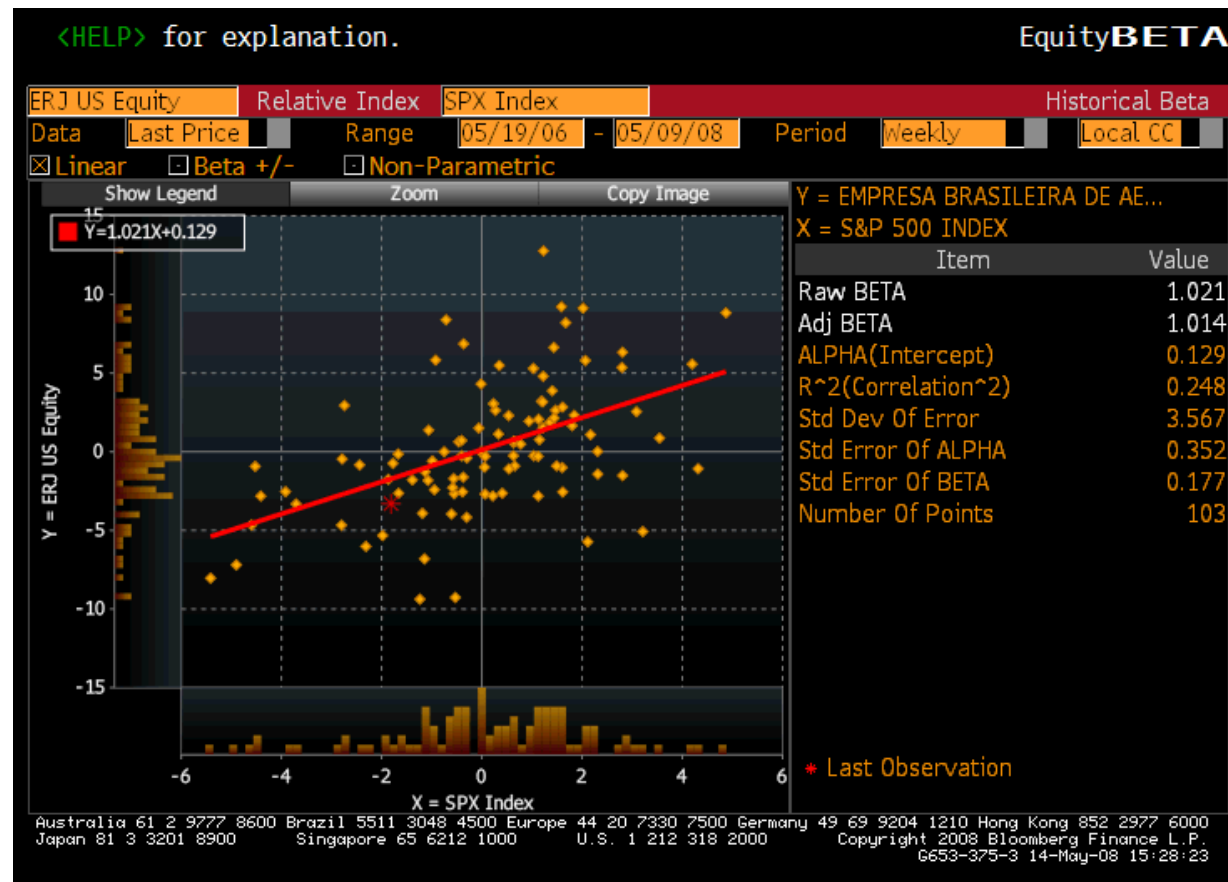 <HELP> for explanation. EquityBETA
ERJ US Equity Relative Index SPX Index Historical Beta
Data Last Price Range 05/19/06 - 05/09/08 Period Weekly Local CC
Linear Beta +/- Non-Parametric
Show Legend Zoom Copy Image
Y=1.021X+0.129
15
10
5
0
-5
-10
-15
Y = ERJ US Equity
-6 -4 -2 0 2 4 6
X = SPX Index
Y = EMPRESA BRASILEIRA DE AE...
X = S&P 500 INDEX
Item Value
Raw BETA 1.021
Adj BETA 1.014
ALPHA(Intercept) 0.129
R^2(Correlation^2) 0.248
Std Dev Of Error 3.567
Std Error Of ALPHA 0.352
Std Error Of BETA 0.177
Number Of Points 103
* Last Observation
Australia 61 2 9777 8600 Brazil 5511 3048 4500 Europe 44 20 7330 7500 Germany 49 69 9204 1210 Hong Kong 852 2977 6000
Japan 81 3 3201 8900 Singapore 65 6212 1000 U.S. 1 212 318 2000 Copyright 2008 Bloomberg Finance L.P.
G653-375-3 14-May-08 15:28:23